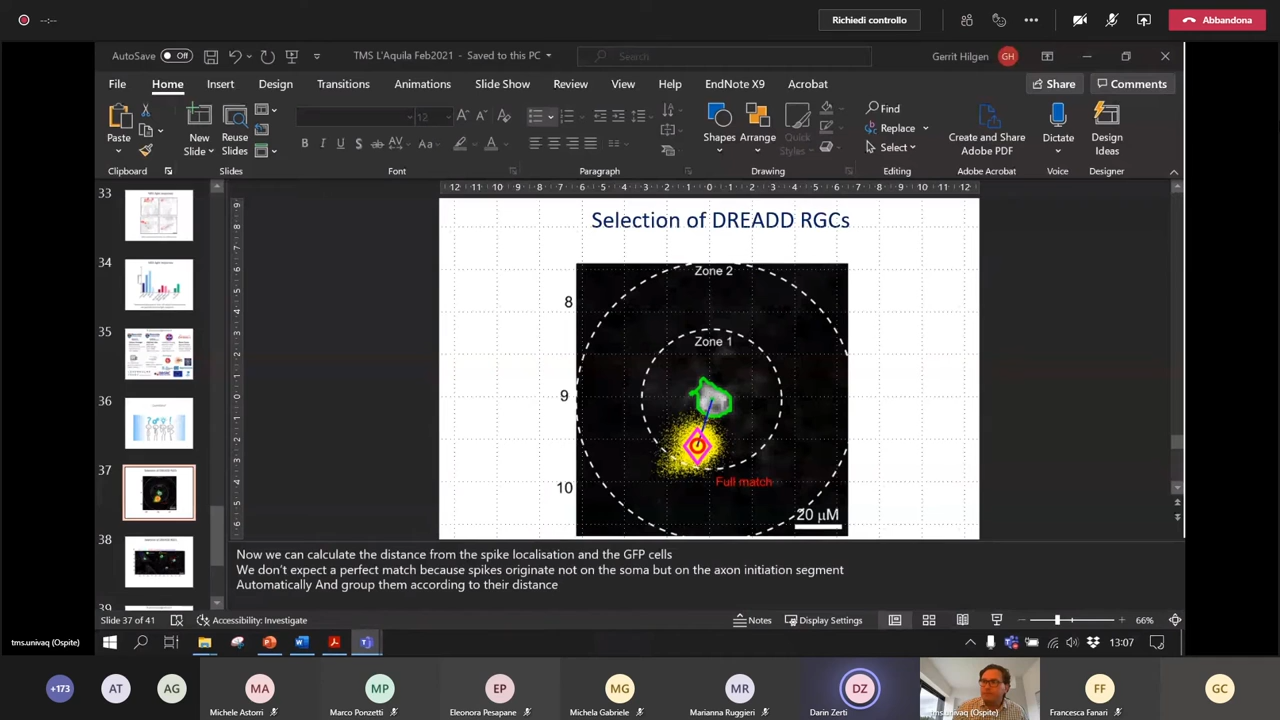 --:--
Richiedi controllo
Abbandona
AutoSave Off
TMS L'Aquila Feb2021 - Saved to this PC
Search
Gerrit Hilgen GH
File Home Insert Design Transitions Animations Slide Show Review View Help EndNote X9 Acrobat
Share Comments
Paste
New Slide
Reuse Slides
12
Shapes
Arrange
Quick Styles
Find
Replace
Select
Create and Share Adobe PDF
Dictate
Design Ideas
Clipboard Slides Font Paragraph Drawing Editing Adobe Acrobat Voice Designer
33
34
35
36
37
38
39
Selection of DREADD RGCs
Zone 2
8
Zone 1
9
Full match
10
20 µM
Now we can calculate the distance from the spike localisation and the GFP cells
We don't expect a perfect match because spikes originate not on the soma but on the axon initiation segment
Automatically And group them according to their distance
Slide 37 of 41 Accessibility: Investigate Notes Display Settings 66%
tms.univaq (Ospite)
13:07
+173 AT AG MA MP EP MG MR DZ FF GC
Marco Ponzetti
Eleonora Pesagane
Michela Gabriele
Marianna Ruggieri
Darin Zerti
tms.univaq (Ospite)
Francesca Fanari